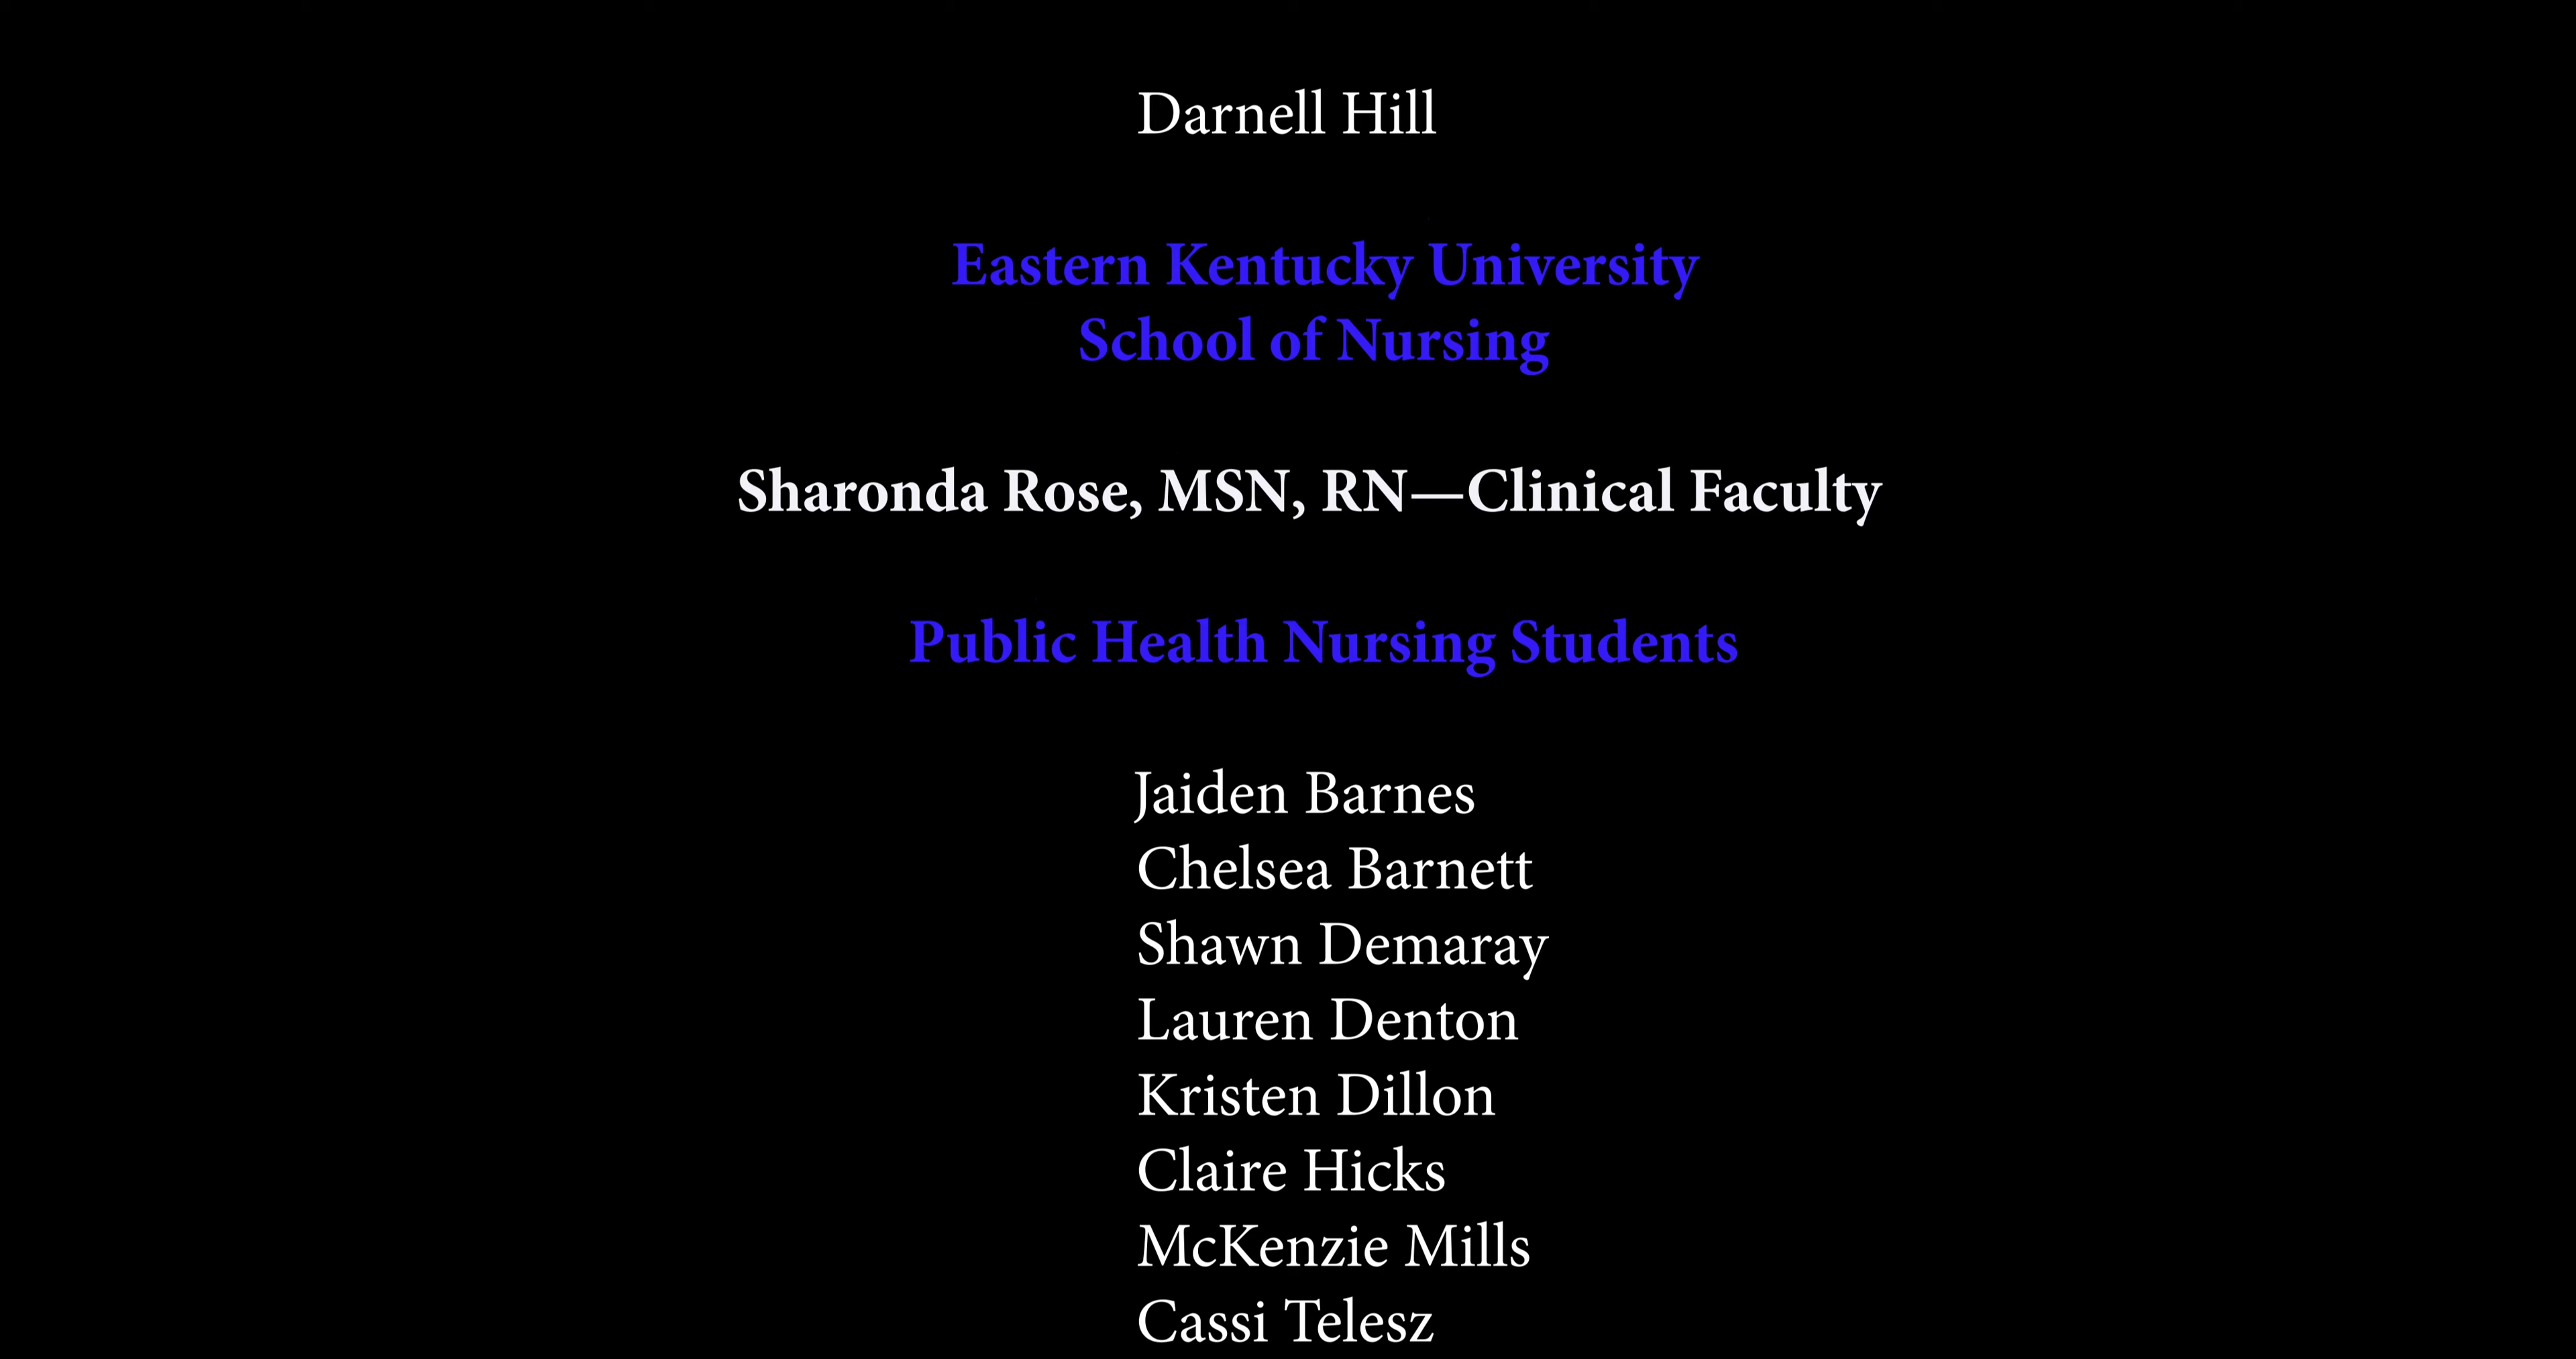 Darnell Hill
Eastern Kentucky University
School of Nursing
Sharonda Rose, MSN, RN—Clinical Faculty
Public Health Nursing Students
Jaiden Barnes
Chelsea Barnett
Shawn Demaray
Lauren Denton
Kristen Dillon
Claire Hicks
McKenzie Mills
Cassi Telesz